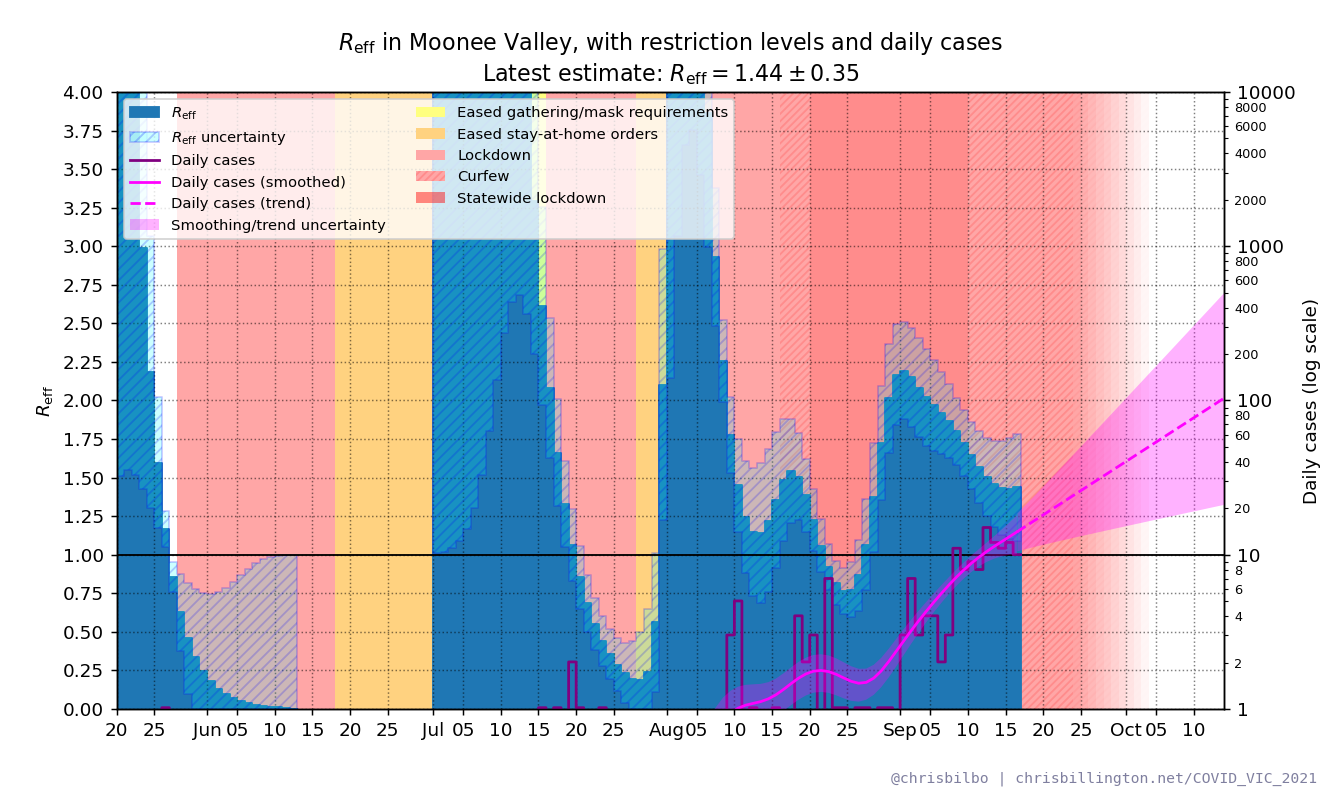 R_eff in Moonee Valley, with restriction levels and daily cases
Latest estimate: R_eff = 1.44 ± 0.35
R_eff
R_eff uncertainty
Daily cases
Daily cases (smoothed)
Daily cases (trend)
Smoothing/trend uncertainty
Eased gathering/mask requirements
Eased stay-at-home orders
Lockdown
Curfew
Statewide lockdown
R_eff
4.00
3.75
3.50
3.25
3.00
2.75
2.50
2.25
2.00
1.75
1.50
1.25
1.00
0.75
0.50
0.25
0.00
10000
8000
6000
4000
2000
1000
800
600
400
200
100
80
60
40
20
10
8
6
4
2
1
Daily cases (log scale)
20 25 Jun 05 10 15 20 25 Jul 05 10 15 20 25 Aug 05 10 15 20 25 Sep 05 10 15 20 25 Oct 05 10
@chrisbilbo | chrisbillington.net/COVID_VIC_2021